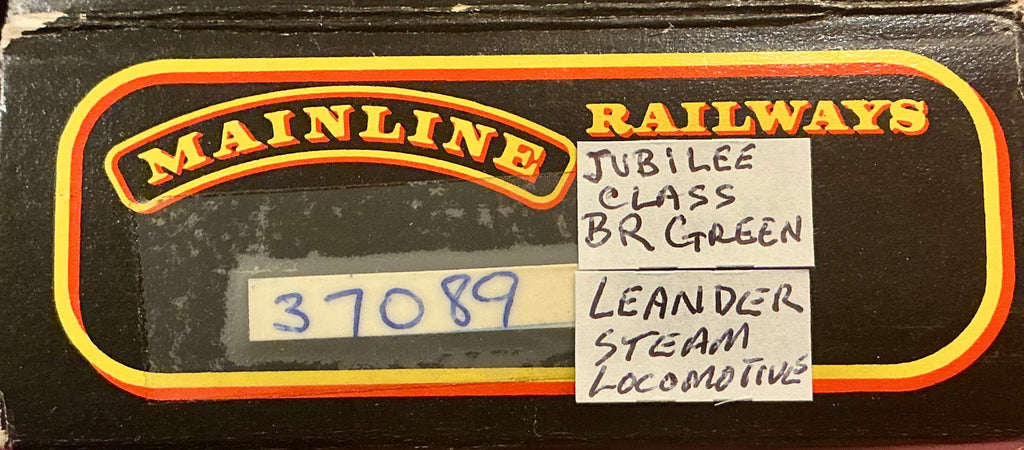 MAINLINE RAILWAYS
JUBILEE
CLASS
BR GREEN
37089
LEANDER
STEAM
LOCOMOTIVE